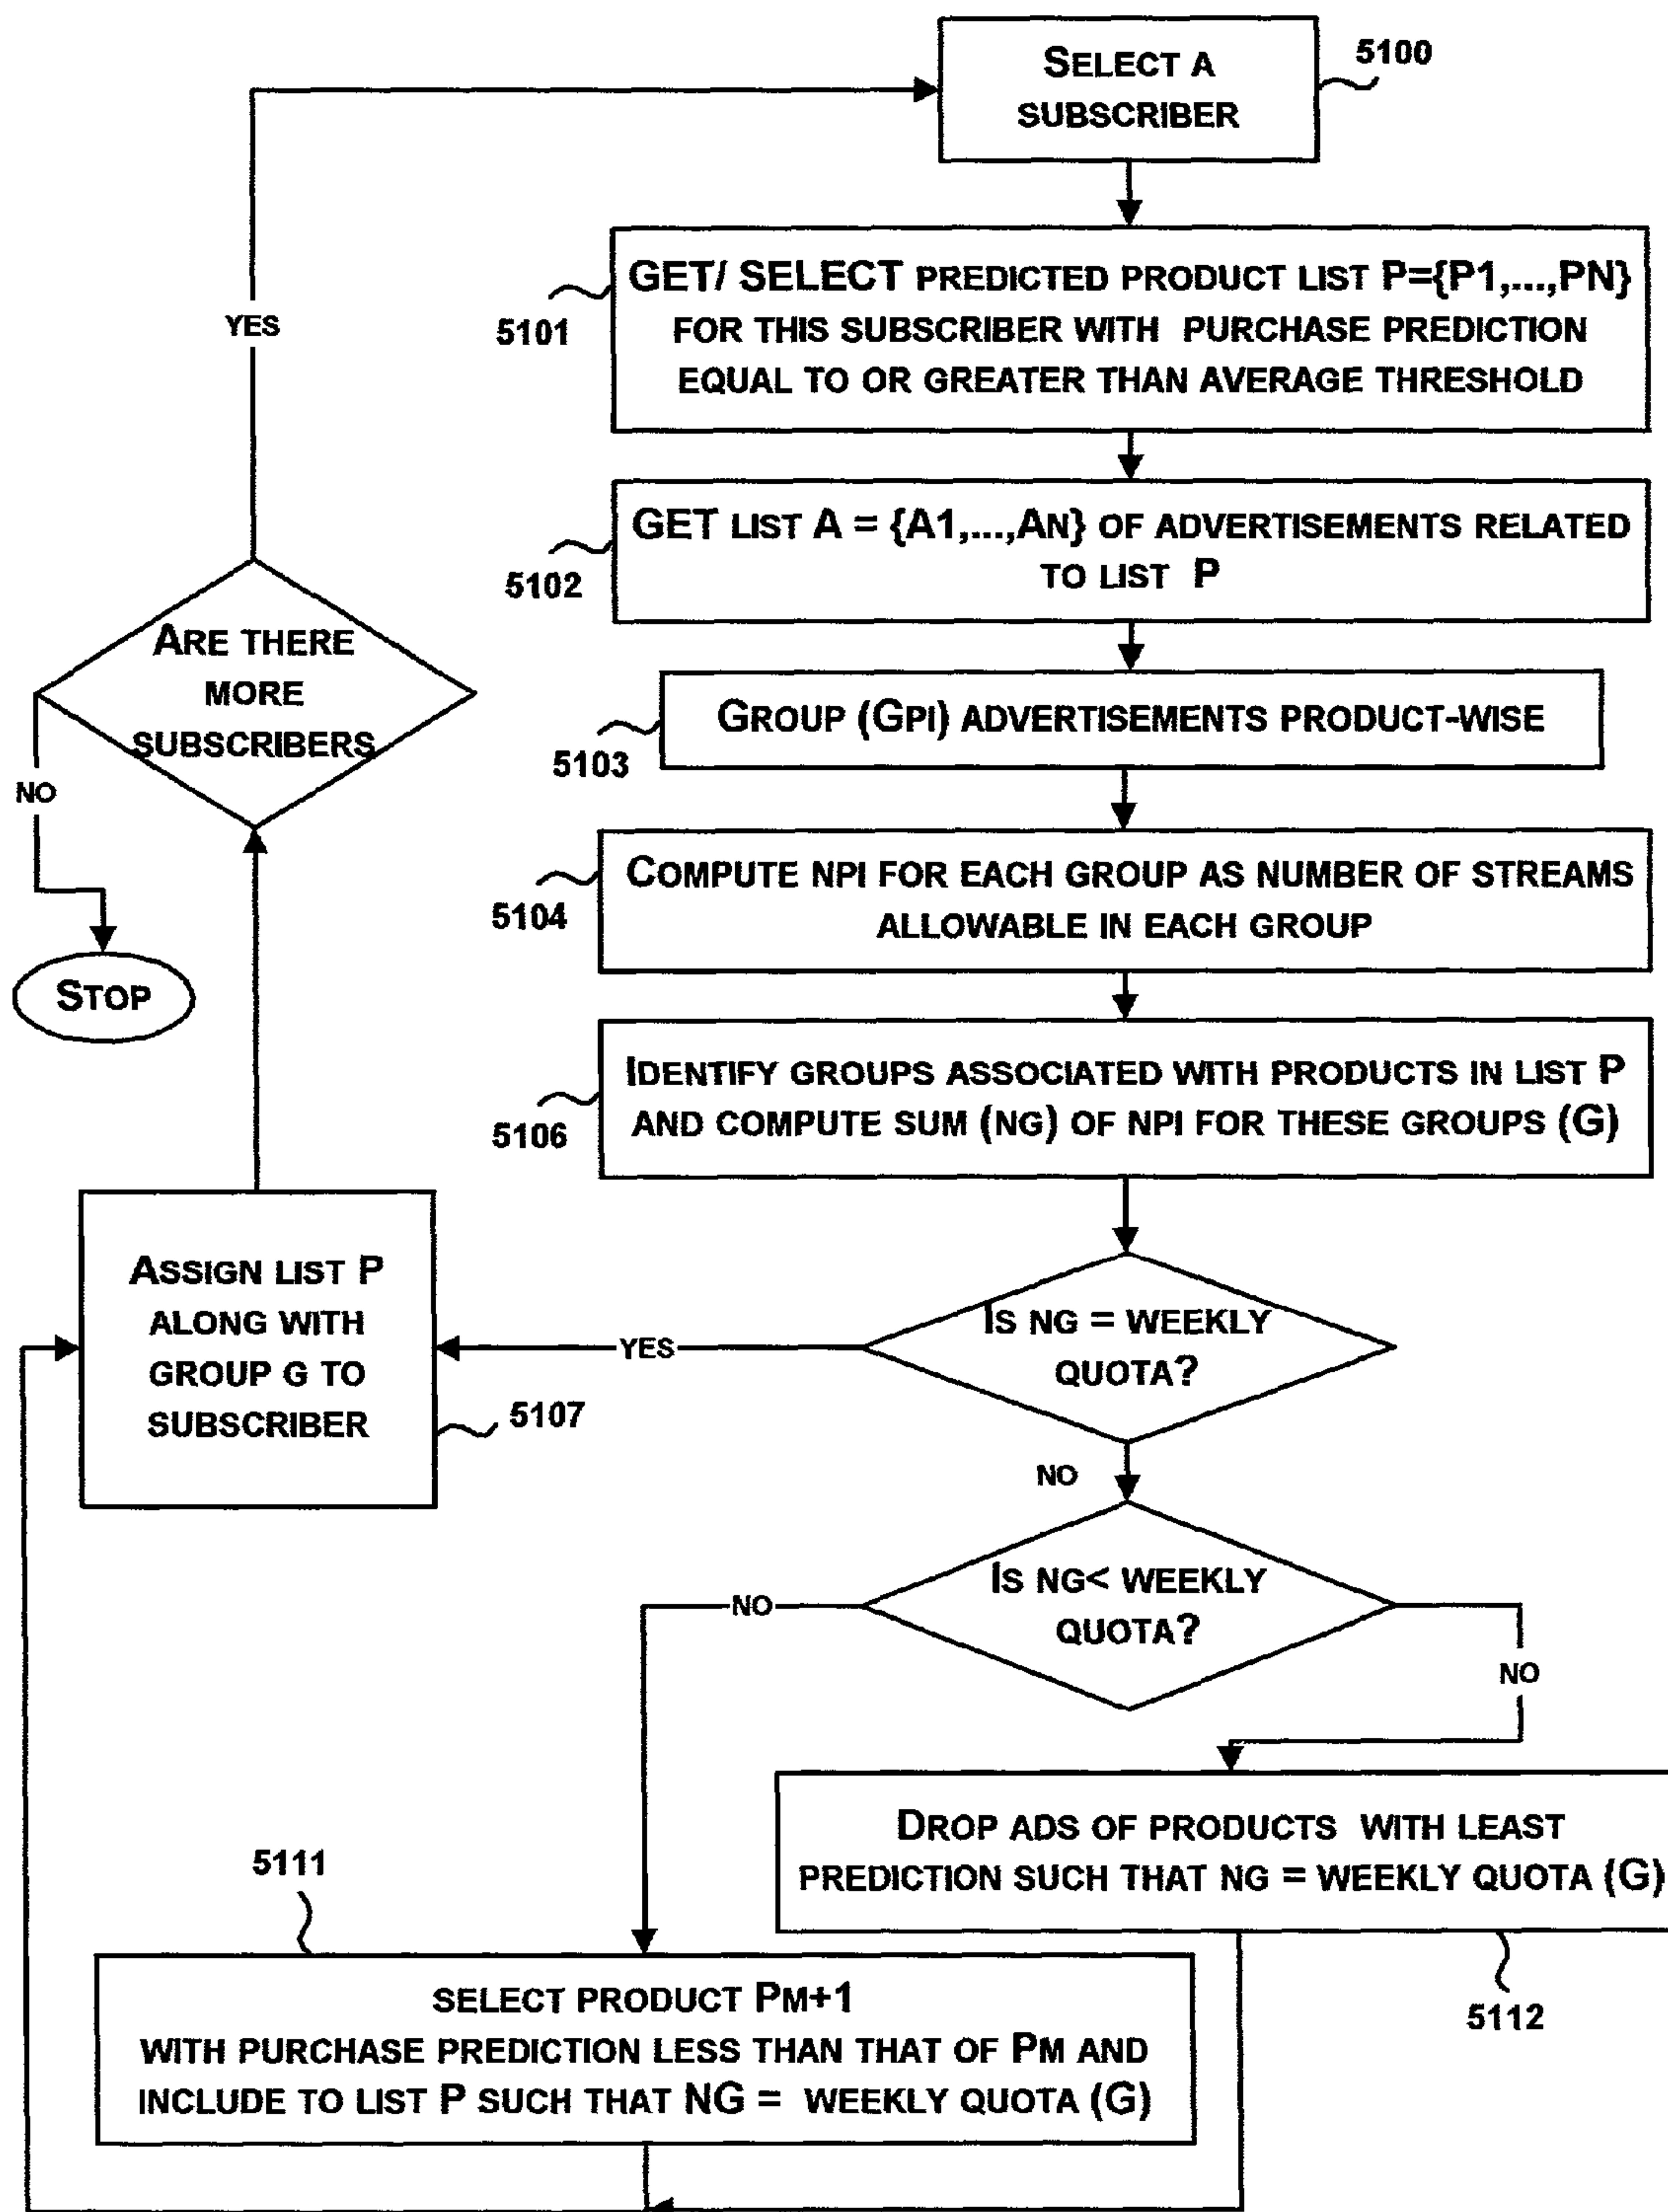 SELECT A
SUBSCRIBER
5100
GET/ SELECT PREDICTED PRODUCT LIST P={P1,...,PN}
FOR THIS SUBSCRIBER WITH PURCHASE PREDICTION
EQUAL TO OR GREATER THAN AVERAGE THRESHOLD
5101
GET LIST A = {A1,...,AN} OF ADVERTISEMENTS RELATED
TO LIST P
5102
GROUP (GPI) ADVERTISEMENTS PRODUCT-WISE
5103
COMPUTE NPI FOR EACH GROUP AS NUMBER OF STREAMS
ALLOWABLE IN EACH GROUP
5104
IDENTIFY GROUPS ASSOCIATED WITH PRODUCTS IN LIST P
AND COMPUTE SUM (NG) OF NPI FOR THESE GROUPS (G)
5106
IS NG = WEEKLY
QUOTA?
YES
NO
ASSIGN LIST P
ALONG WITH
GROUP G TO
SUBSCRIBER
5107
ARE THERE
MORE
SUBSCRIBERS
YES
NO
STOP
IS NG< WEEKLY
QUOTA?
NO
NO
DROP ADS OF PRODUCTS WITH LEAST
PREDICTION SUCH THAT NG = WEEKLY QUOTA (G)
5112
5111
SELECT PRODUCT PM+1
WITH PURCHASE PREDICTION LESS THAN THAT OF PM AND
INCLUDE TO LIST P SUCH THAT NG = WEEKLY QUOTA (G)